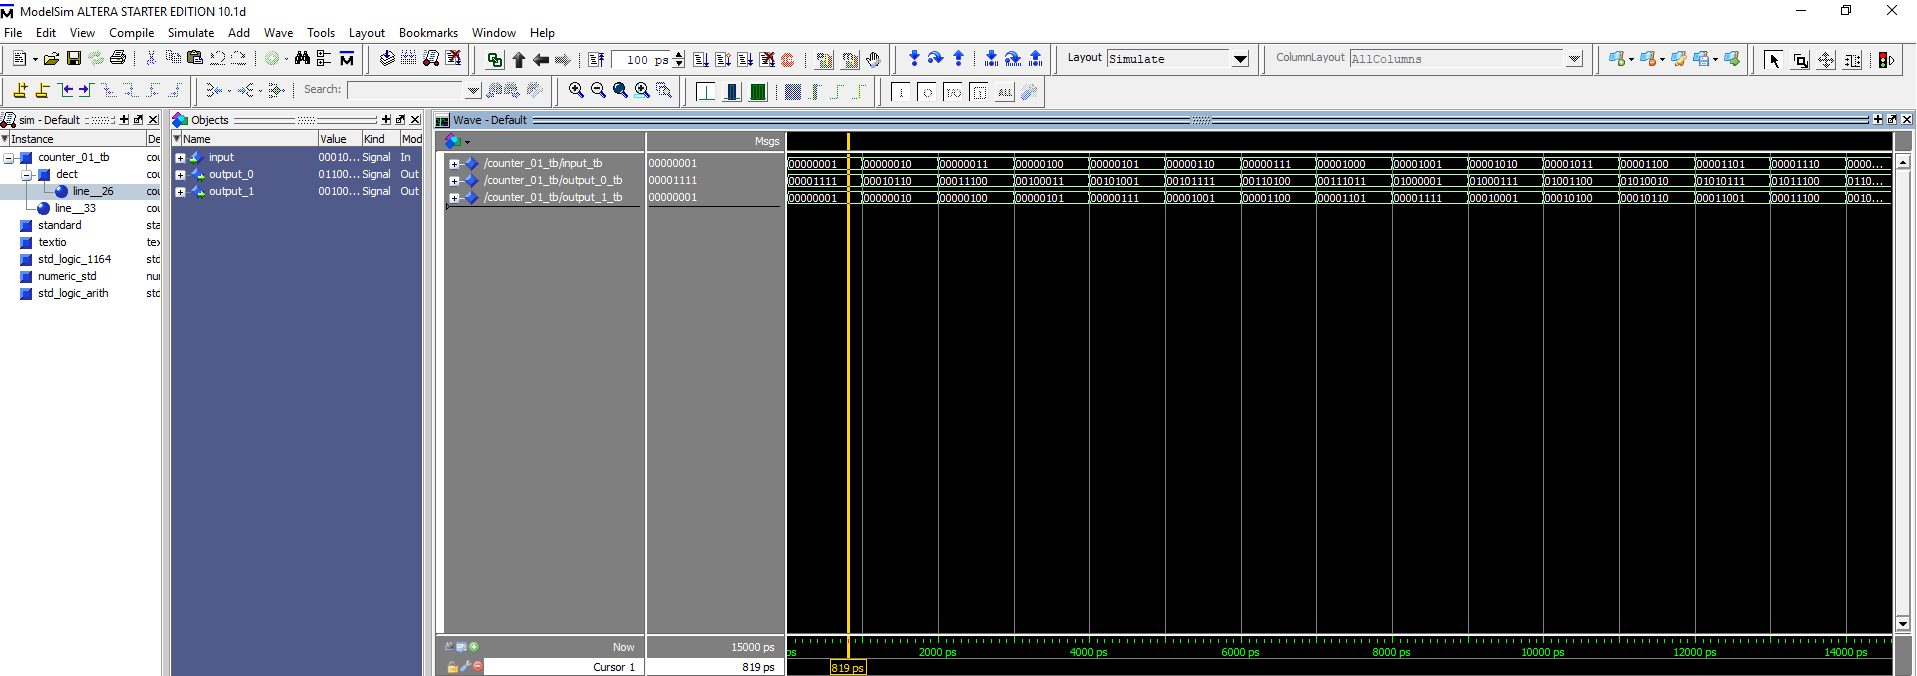 ModelSim ALTERA STARTER EDITION 10.1d
File Edit View Compile Simulate Add Wave Tools Layout Bookmarks Window Help
100 ps Layout Simulate ColumnLayout AllColumns
Search:
sim - Default Objects Wave - Default
Instance De Name Value Kind Mod Msgs
counter_01_tb cou
dect cou
line__26 cou
line__33 cou
standard sta
textio tex
std_logic_1164 std
numeric_std nu
std_logic_arith std
input 00010... Signal In
output_0 01100... Signal Out
output_1 00100... Signal Out
/counter_01_tb/input_tb 00000001 00000001 00000010 00000011 00000100 00000101 00000110 00000111 00001000 00001001 00001010 00001011 00001100 00001101 00001110 0000...
/counter_01_tb/output_0_tb 00001111 00001111 00010110 00011100 00100011 00101001 00101111 00110100 00111011 01000001 01000111 01001100 01010010 01010111 01011100 0110...
/counter_01_tb/output_1_tb 00000001 00000001 00000010 00000100 00000111 00001001 00001100 00001101 00001111 00010001 00010100 00010110 00011001 00011100 0010...
Now 15000 ps ps 2000 ps 4000 ps 6000 ps 8000 ps 10000 ps 12000 ps 14000 ps
Cursor 1 819 ps 819 ps